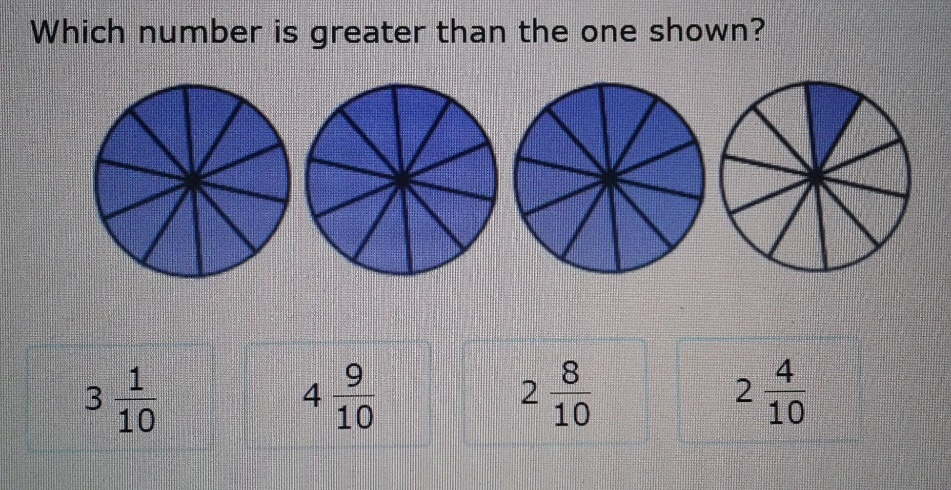 Which number is greater than the one shown?
3 1/10 4 9/10 2 8/10 2 4/10